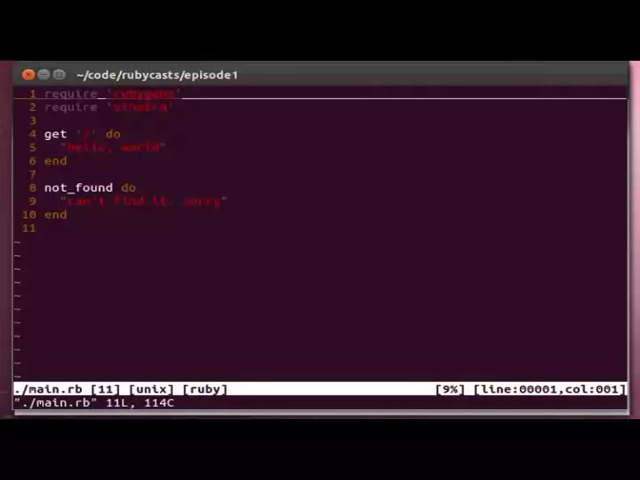 ~/code/rubycasts/episode1
1 require 'rubygems'
2 require 'sinatra'
3
4 get '/' do
5 "hello, world"
6 end
7
8 not_found do
9 "can't find it. sorry"
10 end
11
~
~
~
~
~
~
~
~
~
~
~
./main.rb [11] [unix] [ruby] [9%] [line:00001,col:001]
"./main.rb" 11L, 114C